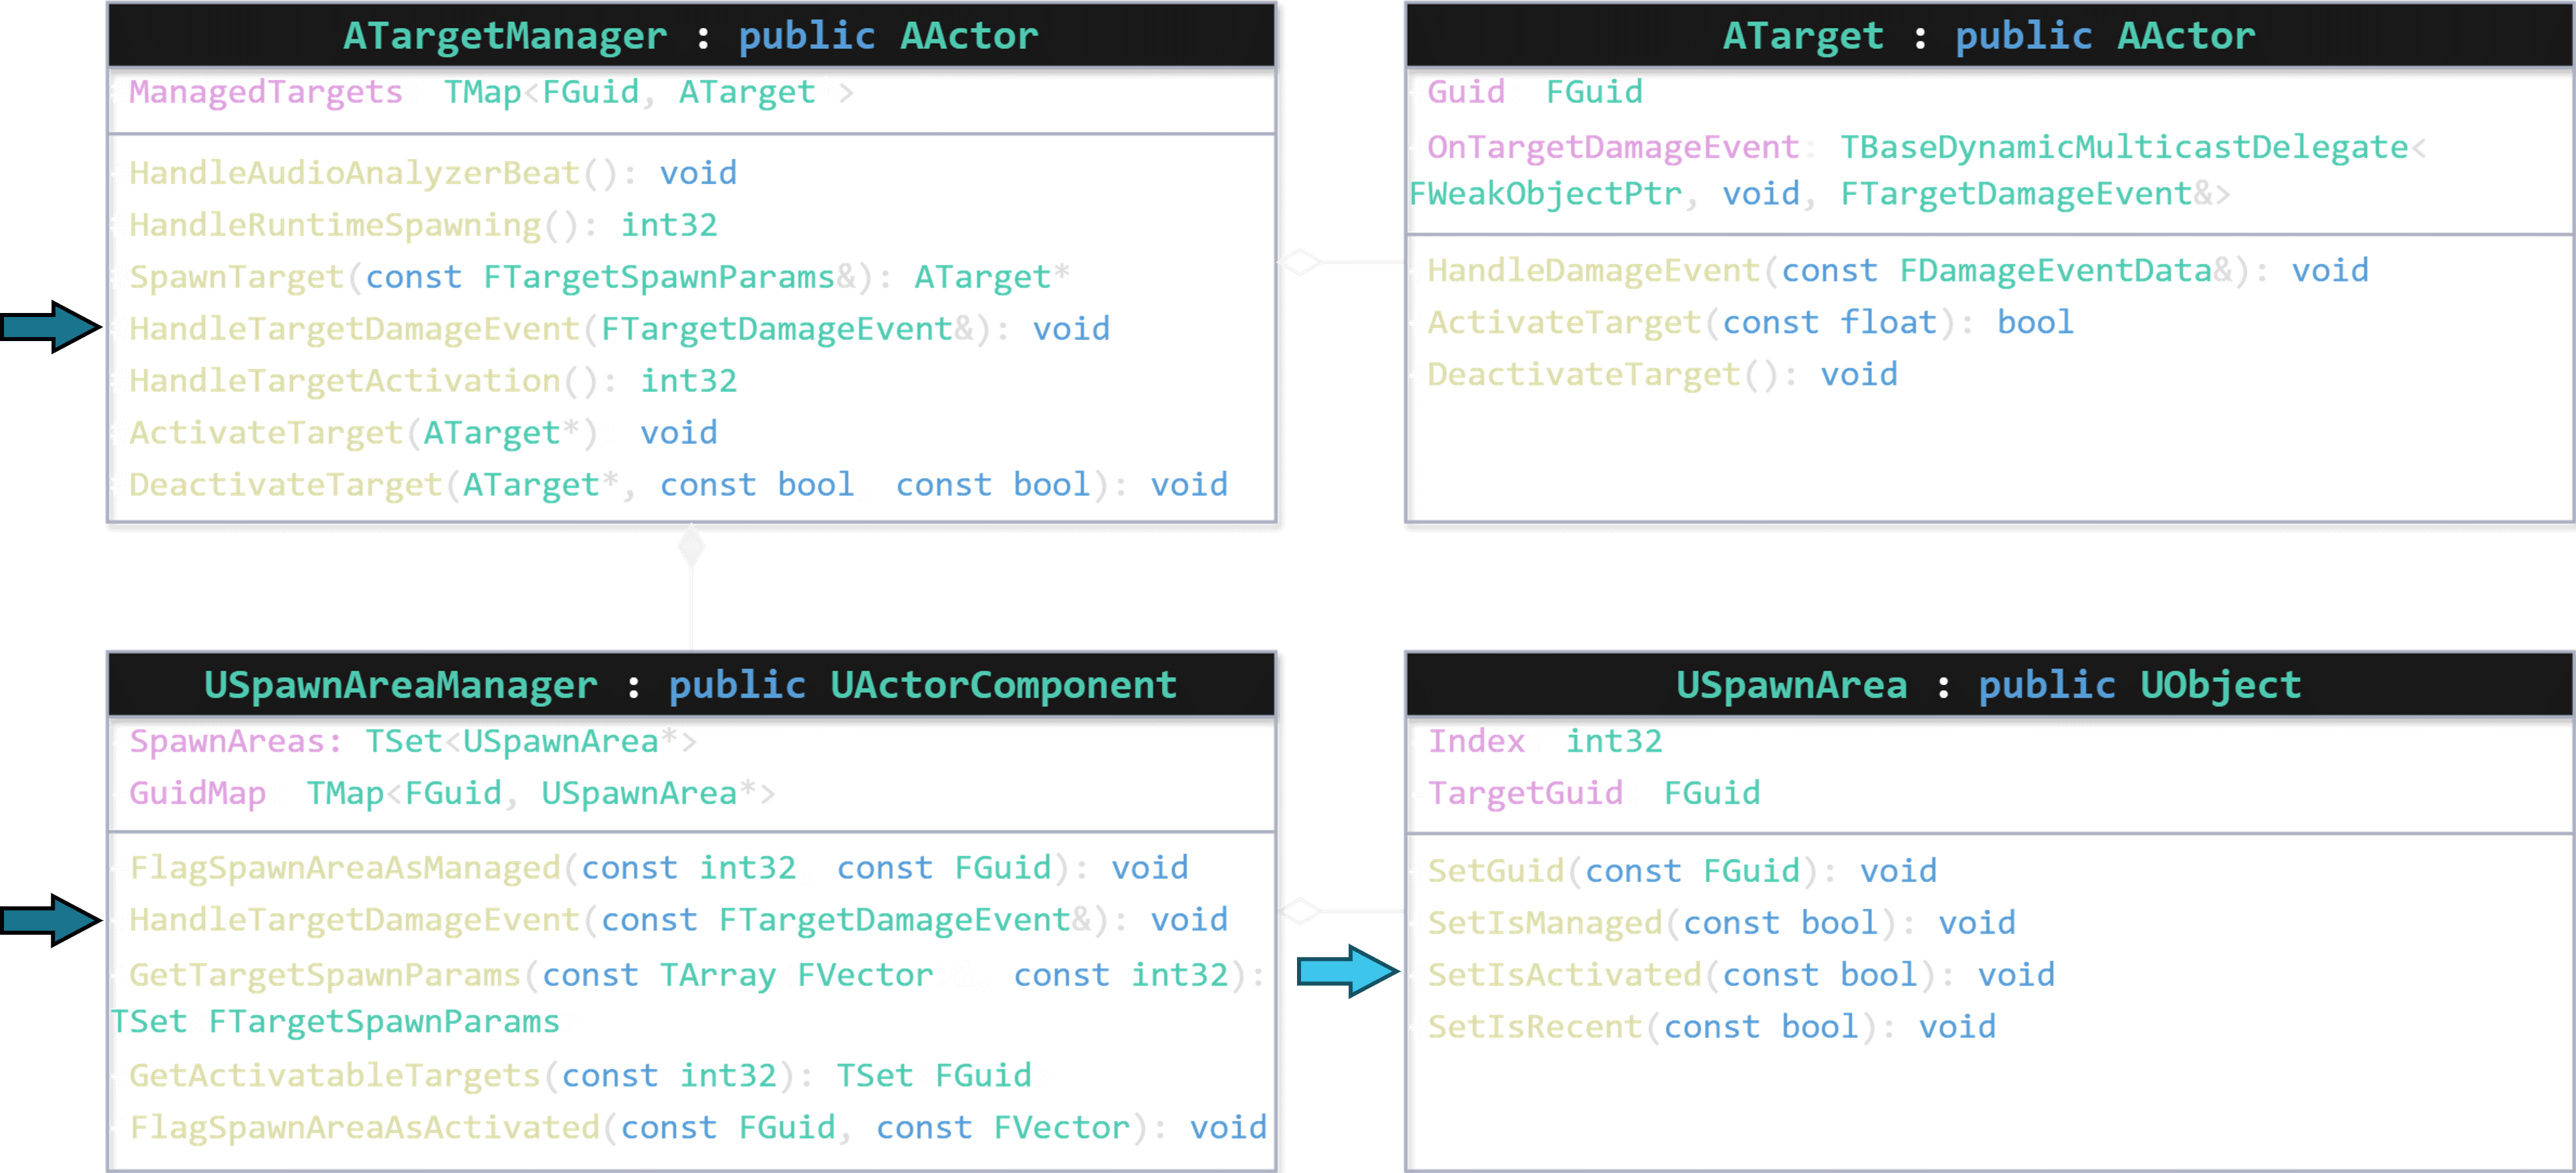 ATargetManager : public AActor
ManagedTargets TMap<FGuid, ATarget >
HandleAudioAnalyzerBeat(): void
HandleRuntimeSpawning(): int32
SpawnTarget(const FTargetSpawnParams&): ATarget*
HandleTargetDamageEvent(FTargetDamageEvent&): void
HandleTargetActivation(): int32
ActivateTarget(ATarget*) void
DeactivateTarget(ATarget*, const bool const bool): void
ATarget : public AActor
Guid FGuid
OnTargetDamageEvent: TBaseDynamicMulticastDelegate<
FWeakObjectPtr, void, FTargetDamageEvent&>
HandleDamageEvent(const FDamageEventData&): void
ActivateTarget(const float): bool
DeactivateTarget(): void
USpawnAreaManager : public UActorComponent
SpawnAreas: TSet<USpawnArea*>
GuidMap TMap<FGuid, USpawnArea*>
FlagSpawnAreaAsManaged(const int32 const FGuid): void
HandleTargetDamageEvent(const FTargetDamageEvent&): void
GetTargetSpawnParams(const TArray FVector const int32):
TSet FTargetSpawnParams
GetActivatableTargets(const int32): TSet FGuid
FlagSpawnAreaAsActivated(const FGuid, const FVector): void
USpawnArea : public UObject
Index int32
TargetGuid FGuid
SetGuid(const FGuid): void
SetIsManaged(const bool): void
SetIsActivated(const bool): void
SetIsRecent(const bool): void